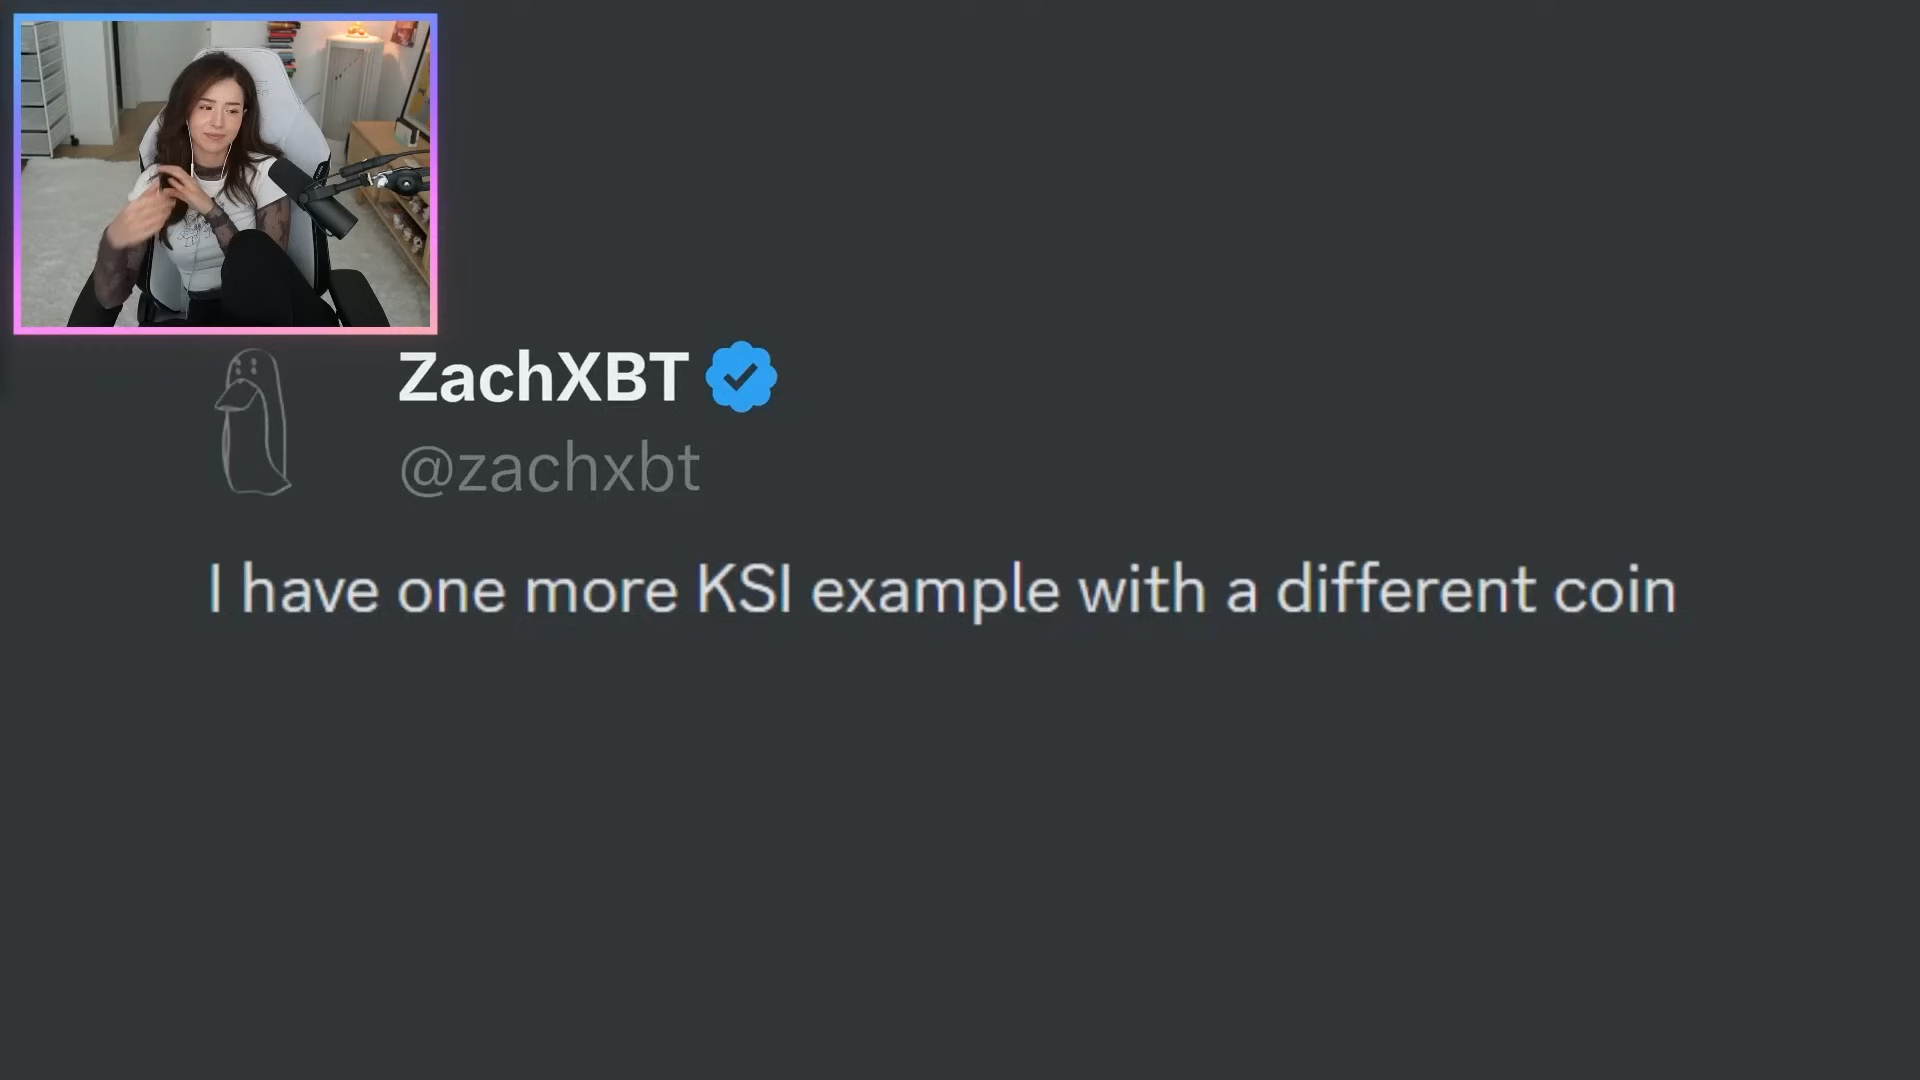 ZachXBT
@zachxbt
I have one more KSI example with a different coin